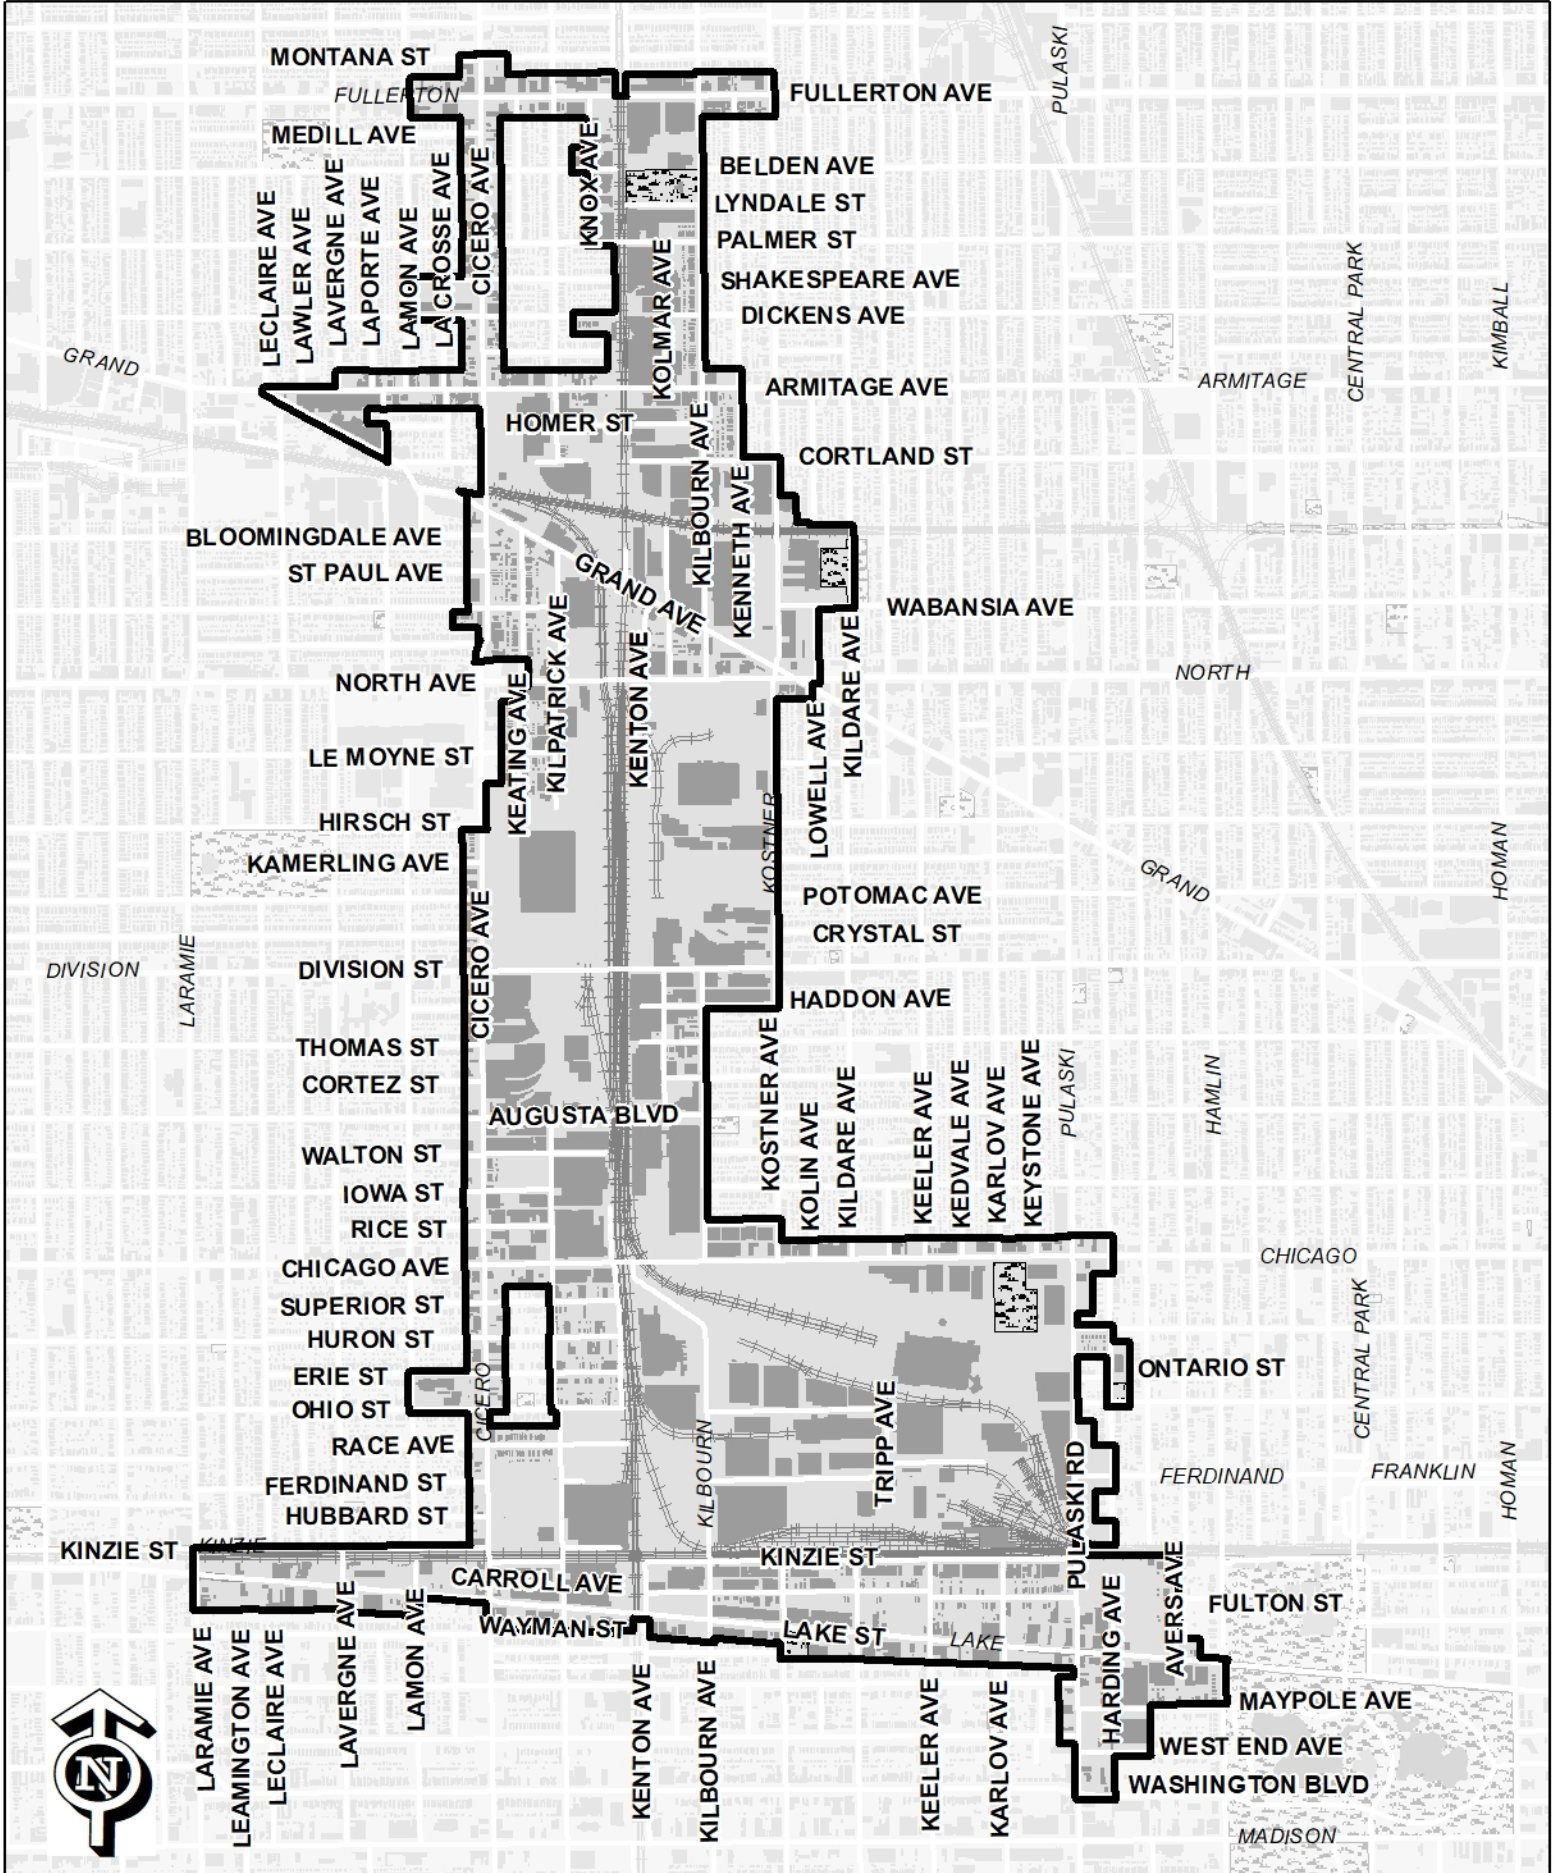 MONTANA ST
PULASKI
FULLERTON
FULLERTON AVE
MEDILL AVE
KNOX AVE
BELDEN AVE
LYNDALE ST
PALMER ST
SHAKESPEARE AVE
DICKENS AVE
LECLAIRE AVE
LAWLER AVE
LAVERGNE AVE
LAPORTE AVE
LAMON AVE
LA CROSSE AVE
CICERO AVE
KOLMAR AVE
CENTRAL PARK
KIMBALL
GRAND
ARMITAGE AVE
ARMITAGE
HOMER ST
CORTLAND ST
KILBOURN AVE
KENNETH AVE
BLOOMINGDALE AVE
ST PAUL AVE
GRAND AVE
WABANSIA AVE
KILPATRICK AVE
KENTON AVE
KILDARE AVE
NORTH
NORTH AVE
KEATING AVE
LOWELL AVE
LE MOYNE ST
HIRSCH ST
KAMERLING AVE
KOSTNER
HOMAN
GRAND
POTOMAC AVE
CRYSTAL ST
CICERO AVE
DIVISION
LARAMIE
DIVISION ST
HADDON AVE
THOMAS ST
CORTEZ ST
KOSTNER AVE
KOLIN AVE
KILDARE AVE
KEELER AVE
KEDVALE AVE
KARLOV AVE
KEYSTONE AVE
PULASKI
HAMLIN
AUGUSTA BLVD
WALTON ST
IOWA ST
RICE ST
CHICAGO AVE
CHICAGO
SUPERIOR ST
HURON ST
CENTRAL PARK
ERIE ST
ONTARIO ST
OHIO ST
CICERO
TRIPP AVE
KILBOURN
RACE AVE
PULASKI RD
FERDINAND
FRANKLIN
HOMAN
FERDINAND ST
HUBBARD ST
KINZIE ST
KINZIE
KINZIE ST
CARROLL AVE
AVERS AVE
HARDING AVE
FULTON ST
LAVERGNE AVE
LAMON AVE
WAYMAN ST
LAKE ST
LAKE
LARAMIE AV
LEAMINGTON AVE
LECLAIRE AVE
KENTON AVE
KILBOURN AVE
KEELER AVE
KARLOV AVE
MAYPOLE AVE
WEST END AVE
WASHINGTON BLVD
MADISON
N